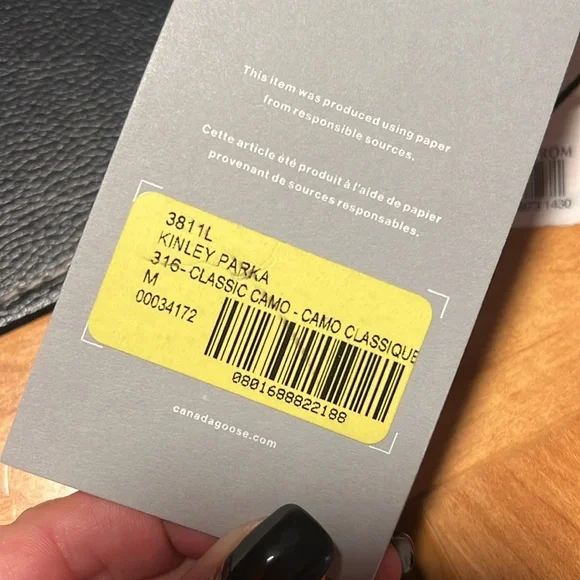 This item was produced using paper
from responsible sources.
Cette article été produit à l'aide de papier
provenant de sources responsables.
3811L
KINLEY PARKA
316-CLASSIC CAMO - CAMO CLASSIQUE
M
00034172
0801688822188
canadagoose.com
1430